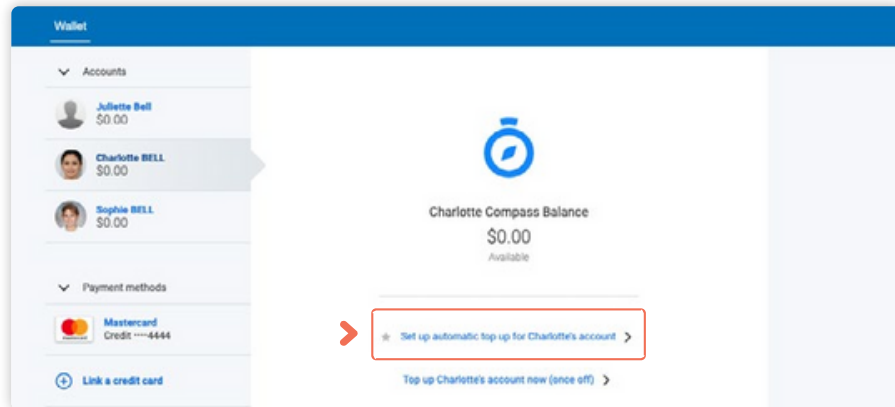 Wallet
Accounts
Juliette Bell
$0.00
Charlotte BELL
$0.00
Sophie BELL
$0.00
Payment methods
Mastercard
Credit ····4444
Link a credit card
Charlotte Compass Balance
$0.00
Available
Set up automatic top up for Charlotte's account
Top up Charlotte's account now (once off)